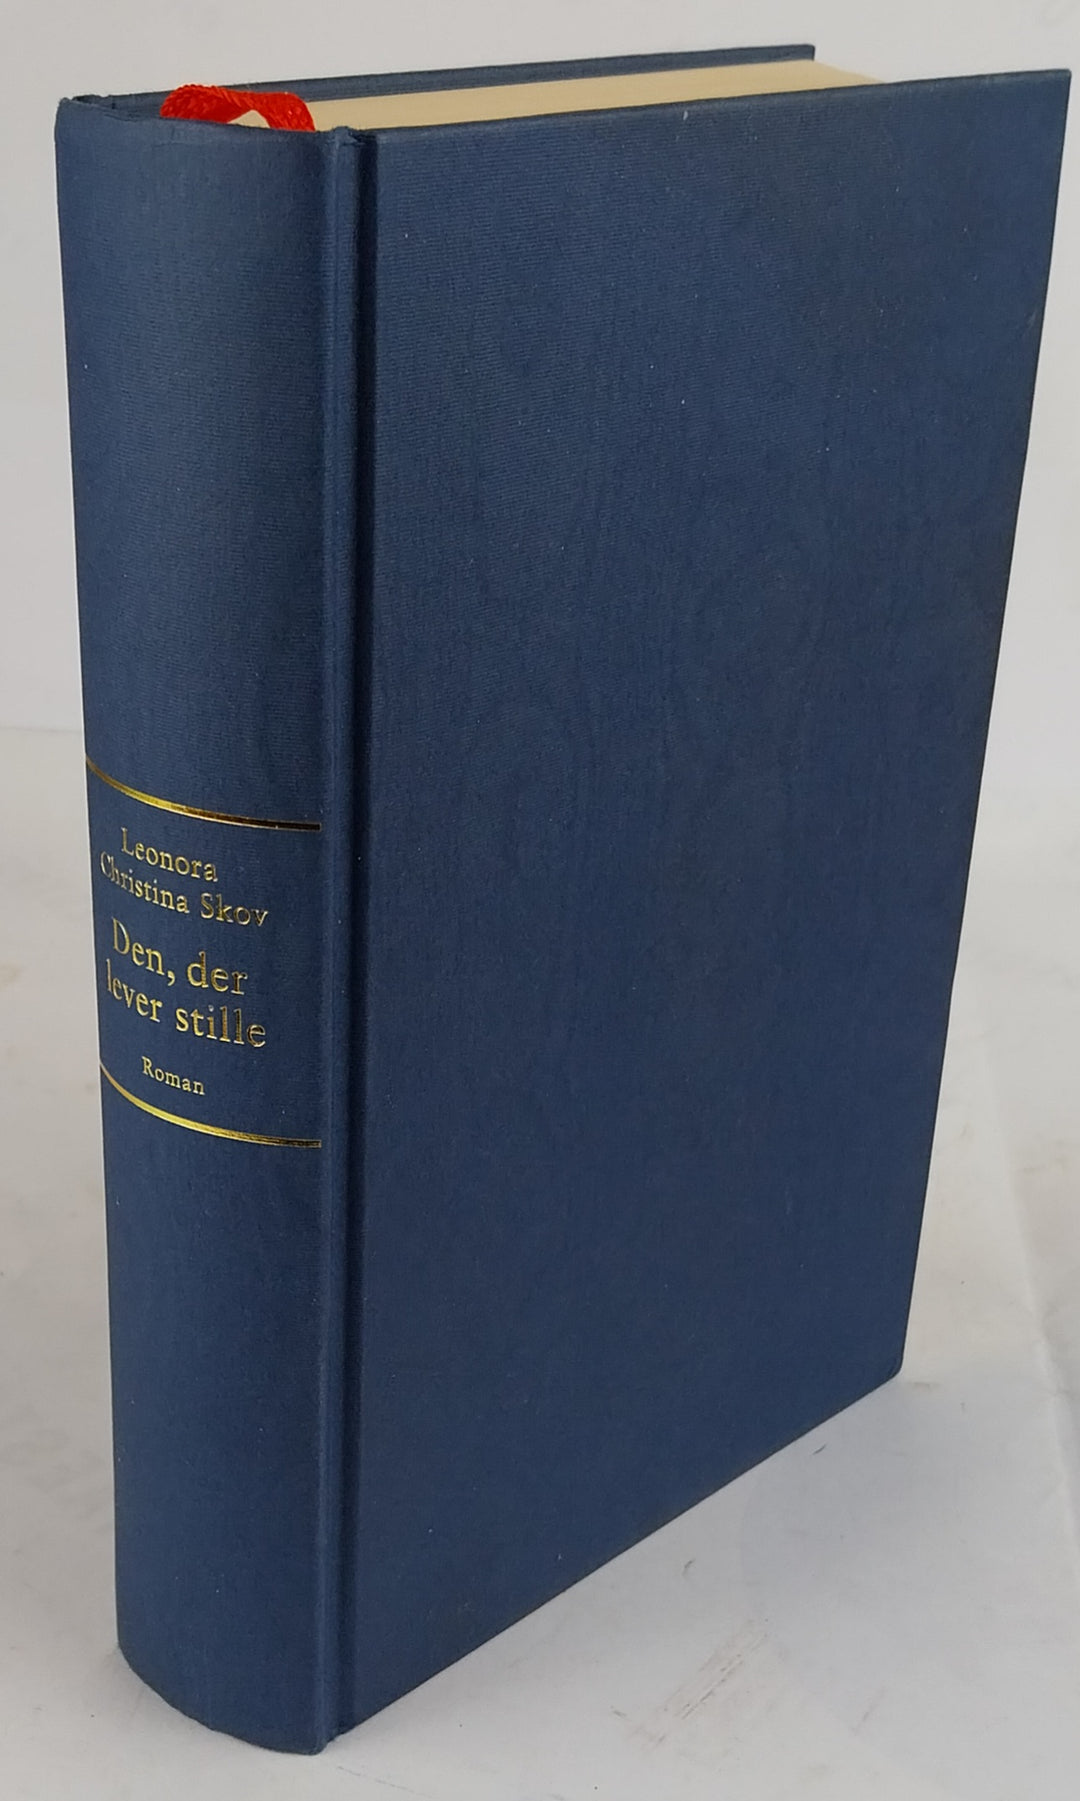 Leonora
Christina Skov
Den, der
lever stille
Roman